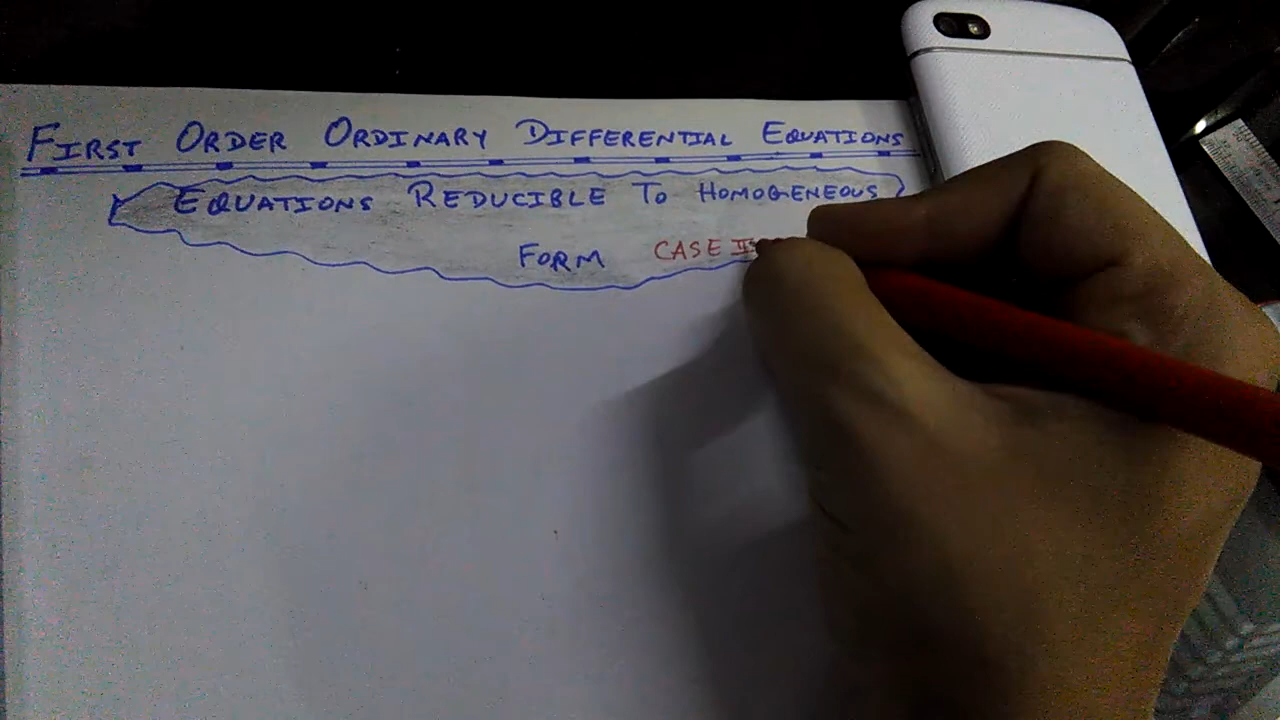 FIRST ORDER ORDINARY DIFFERENTIAL EQUATIONS
EQUATIONS REDUCIBLE TO HOMOGENEOUS
FORM CASE